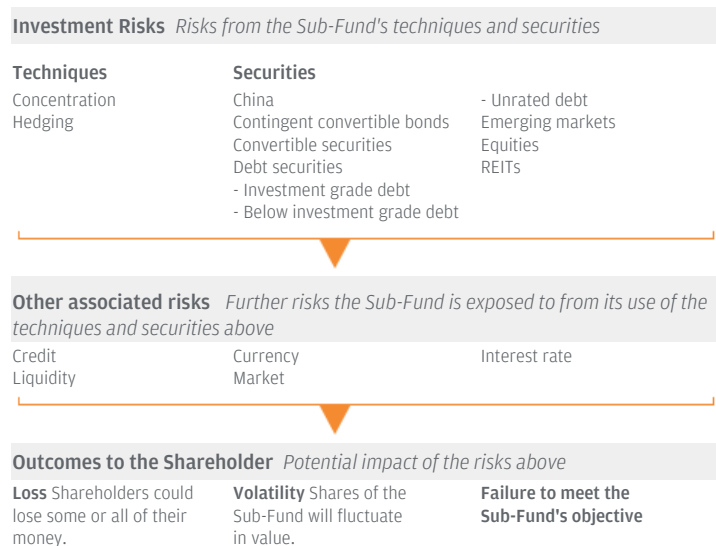 Investment Risks Risks from the Sub-Fund's techniques and securities
Techniques
Concentration
Hedging
Securities
China
Contingent convertible bonds
Convertible securities
Debt securities
- Investment grade debt
- Below investment grade debt
- Unrated debt
Emerging markets
Equities
REITs
Other associated risks Further risks the Sub-Fund is exposed to from its use of the
techniques and securities above
Credit
Liquidity
Currency
Market
Interest rate
Outcomes to the Shareholder Potential impact of the risks above
Loss Shareholders could
lose some or all of their
money.
Volatility Shares of the
Sub-Fund will fluctuate
in value.
Failure to meet the
Sub-Fund's objective